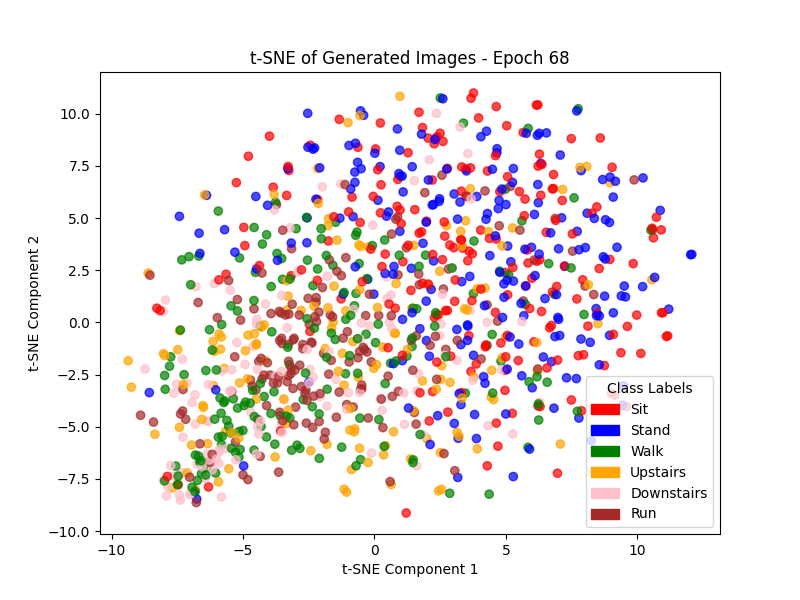 t-SNE of Generated Images - Epoch 68
t-SNE Component 2
10.0
7.5
5.0
2.5
0.0
−2.5
−5.0
−7.5
−10.0
Class Labels
Sit
Stand
Walk
Upstairs
Downstairs
Run
−10
−5
0
5
10
t-SNE Component 1